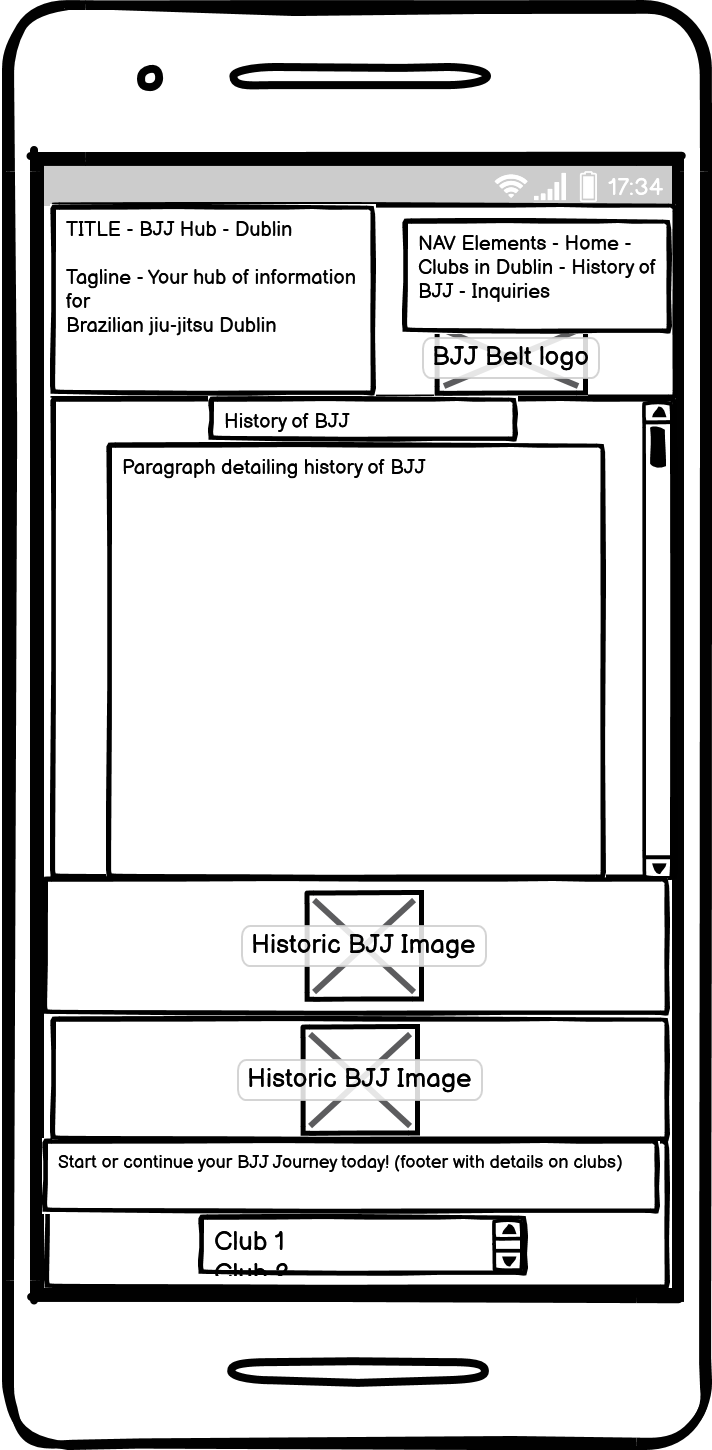 17:34
TITLE - BJJ Hub - Dublin
Tagline - Your hub of information
for
Brazilian jiu-jitsu Dublin
NAV Elements - Home -
Clubs in Dublin - History of
BJJ - Inquiries
BJJ Belt logo
History of BJJ
Paragraph detailing history of BJJ
Historic BJJ Image
Historic BJJ Image
Start or continue your BJJ Journey today! (footer with details on clubs)
Club 1
Club